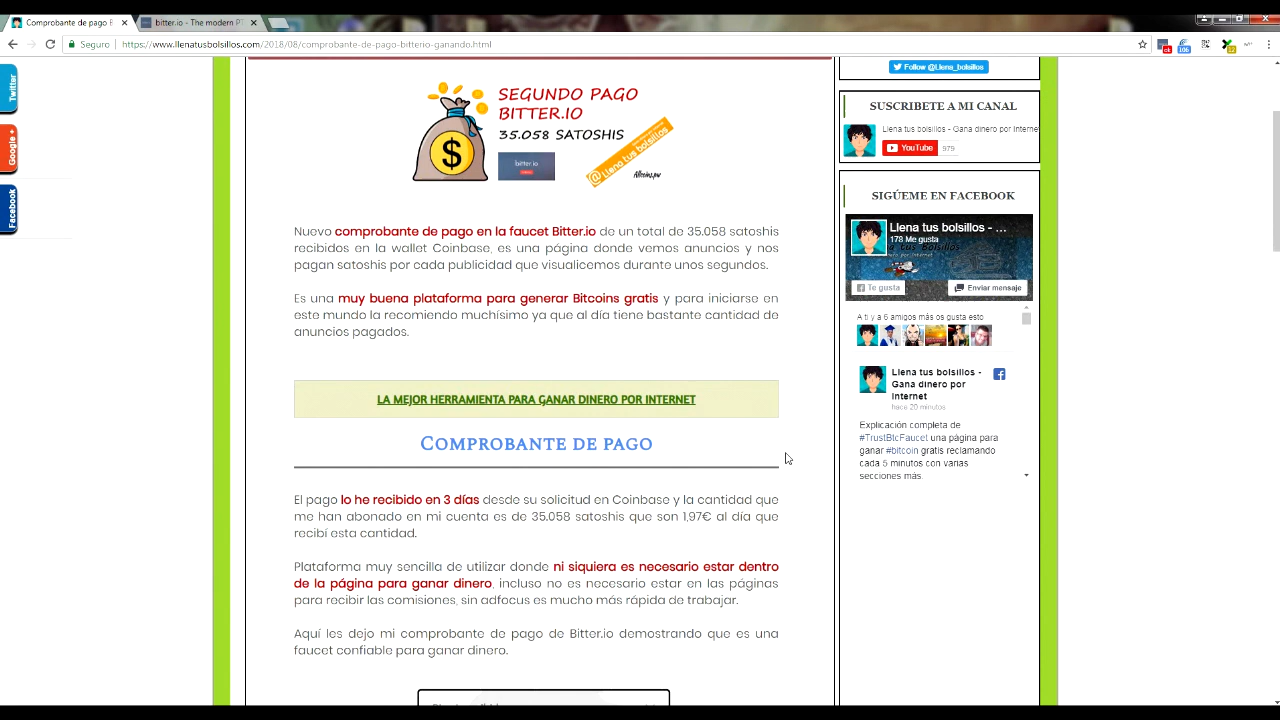 Comprobante de pago B
bitter.io - The modern PT
Seguro
https://www.llenatusbolsillos.com/2018/08/comprobante-de-pago-bitterio-ganando.html
Twitter
Google +
Facebook
SEGUNDO PAGO
BITTER.IO
35.058 SATOSHIS
bitter.io
@Llena tus bolsillos
Nuevo comprobante de pago en la faucet Bitter.io de un total de 35.058 satoshis
recibidos en la wallet Coinbase, es una página donde vemos anuncios y nos
pagan satoshis por cada publicidad que visualicemos durante unos segundos.
Es una muy buena plataforma para generar Bitcoins gratis y para iniciarse en
este mundo la recomiendo muchísimo ya que al día tiene bastante cantidad de
anuncios pagados.
LA MEJOR HERRAMIENTA PARA GANAR DINERO POR INTERNET
Comprobante de pago
El pago lo he recibido en 3 días desde su solicitud en Coinbase y la cantidad que
me han abonado en mi cuenta es de 35.058 satoshis que son 1,97€ al día que
recibí esta cantidad.
Plataforma muy sencilla de utilizar donde ni siquiera es necesario estar dentro
de la página para ganar dinero, incluso no es necesario estar en las páginas
para recibir las comisiones, sin adfocus es mucho más rápida de trabajar.
Aquí les dejo mi comprobante de pago de Bitter.io demostrando que es una
faucet confiable para ganar dinero.
Follow @Llena_bolsillos
SUSCRIBETE A MI CANAL
Llena tus bolsillos - Gana dinero por Interne
YouTube 979
SIGÚEME EN FACEBOOK
Llena tus bolsillos - ...
178 Me gusta
Te gusta
Enviar mensaje
A ti y a 6 amigos más os gusta esto
Llena tus bolsillos -
Gana dinero por
Internet
hace 20 minutos
Explicación completa de
#TrustBtcFaucet una página para
ganar #bitcoin gratis reclamando
cada 5 minutos con varias
secciones más.